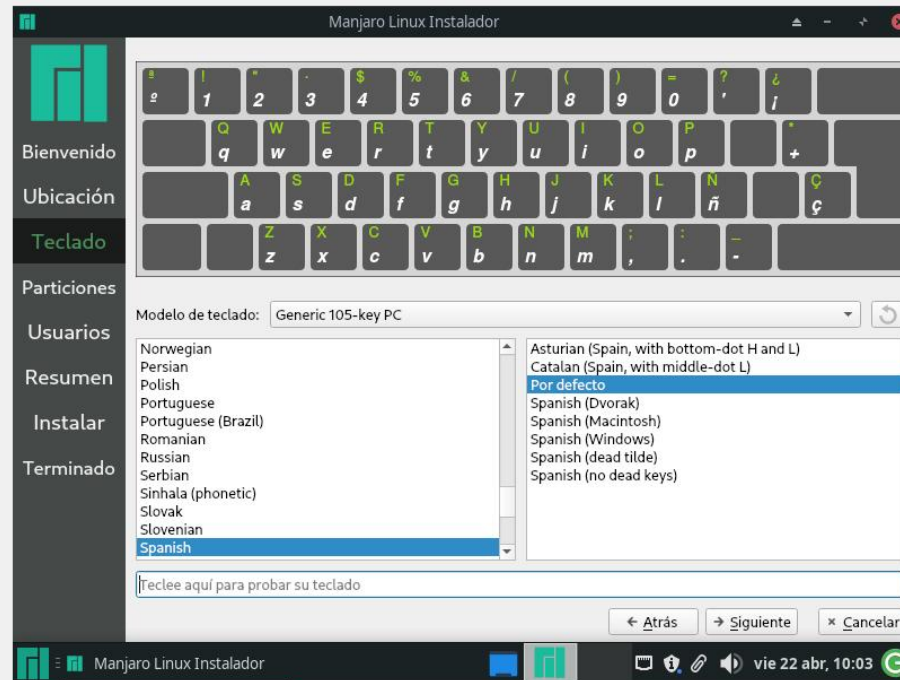 Manjaro Linux Instalador
Bienvenido
Ubicación
Teclado
Particiones
Usuarios
Resumen
Instalar
Terminado
ª ! " · $ % & / ( ) = ? ¿
º 1 2 3 4 5 6 7 8 9 0 ' ¡
Q W E R T Y U I O P *
q w e r t y u i o p +
A S D F G H J K L Ñ Ç
a s d f g h j k l ñ ç
Z X C V B N M ; : _
z x c v b n m , . -
Modelo de teclado: Generic 105-key PC
Norwegian
Persian
Polish
Portuguese
Portuguese (Brazil)
Romanian
Russian
Serbian
Sinhala (phonetic)
Slovak
Slovenian
Spanish
Asturian (Spain, with bottom-dot H and L)
Catalan (Spain, with middle-dot L)
Por defecto
Spanish (Dvorak)
Spanish (Macintosh)
Spanish (Windows)
Spanish (dead tilde)
Spanish (no dead keys)
Teclee aquí para probar su teclado
Atrás
Siguiente
Cancelar
Manjaro Linux Instalador
vie 22 abr, 10:03